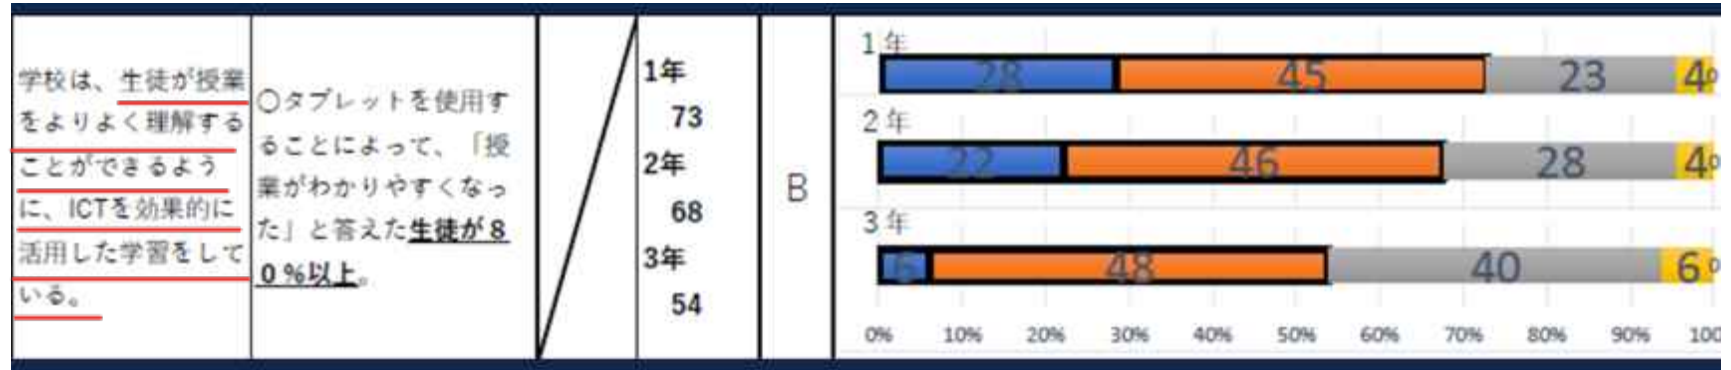 学校は、生徒が授業
をよりよく理解する
ことができるよう
に、ICTを効果的に
活用した学習をして
いる。
○タブレットを使用す
ることによって、「授
業がわかりやすくなっ
た」と答えた生徒が８
０％以上。
1年
73
2年
68
3年
54
B
1年
28 45 23 4 0
2年
22 46 28 4 0
3年
6 48 40 6 0
0% 10% 20% 30% 40% 50% 60% 70% 80% 90% 100